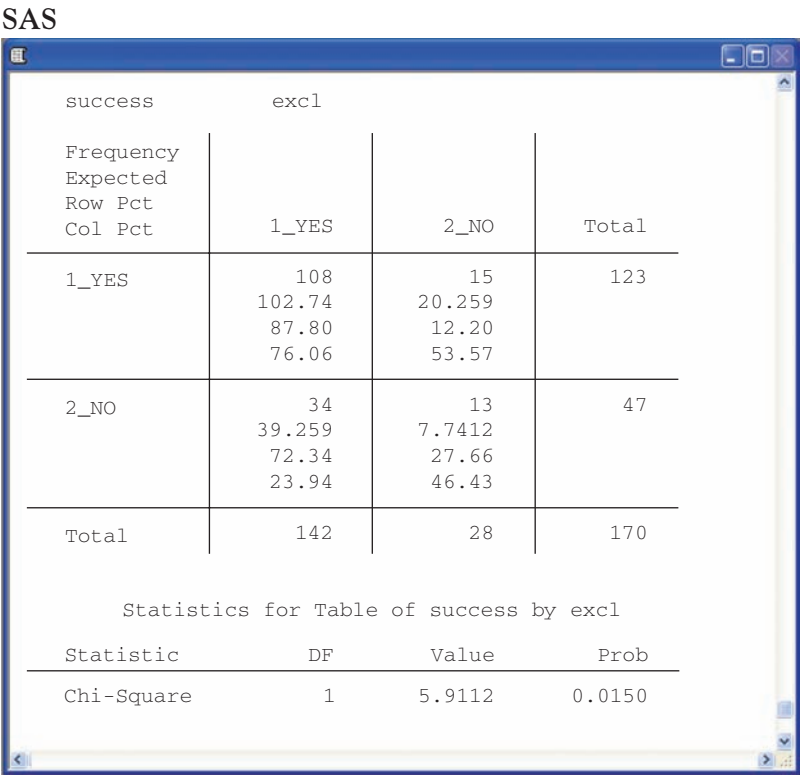 SAS
success excl
Frequency
Expected
Row Pct
Col Pct 1_YES 2_NO Total
1_YES 108 15 123
102.74 20.259
87.80 12.20
76.06 53.57
2_NO 34 13 47
39.259 7.7412
72.34 27.66
23.94 46.43
Total 142 28 170
Statistics for Table of success by excl
Statistic DF Value Prob
Chi-Square 1 5.9112 0.0150